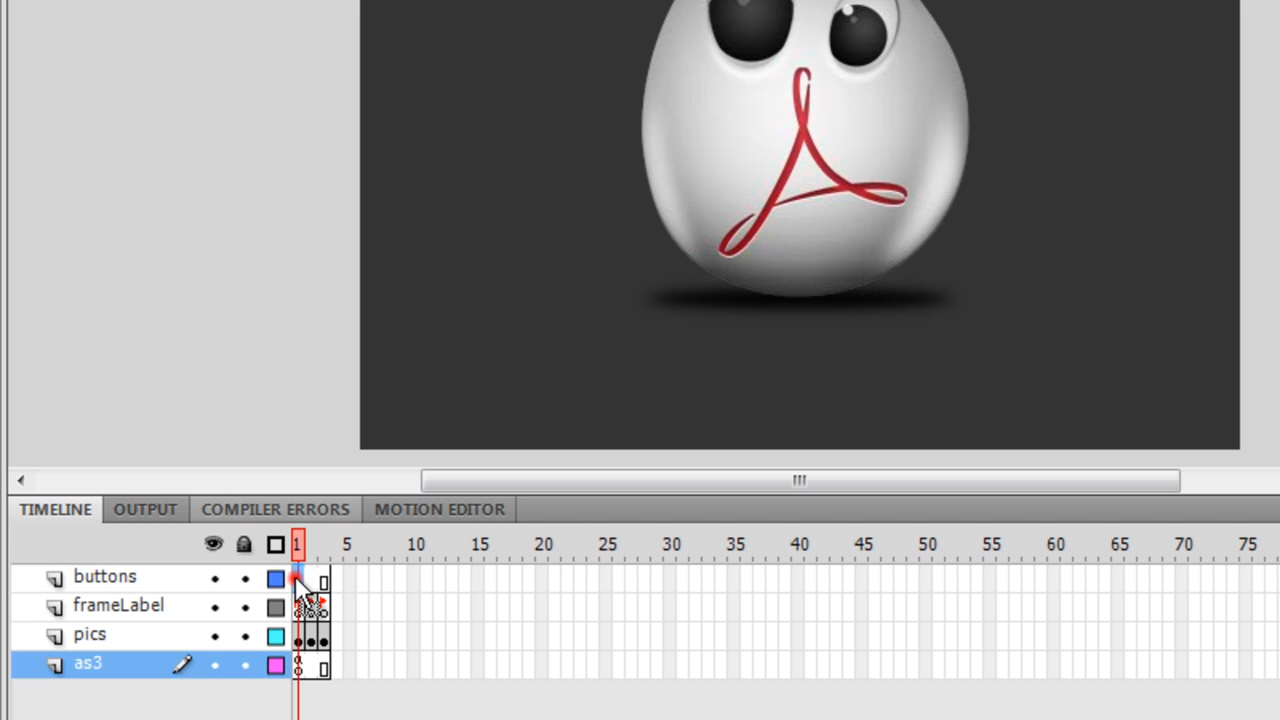 TIMELINE OUTPUT COMPILER ERRORS MOTION EDITOR
1 5 10 15 20 25 30 35 40 45 50 55 60 65 70 75
buttons
frameLabel
pics
as3